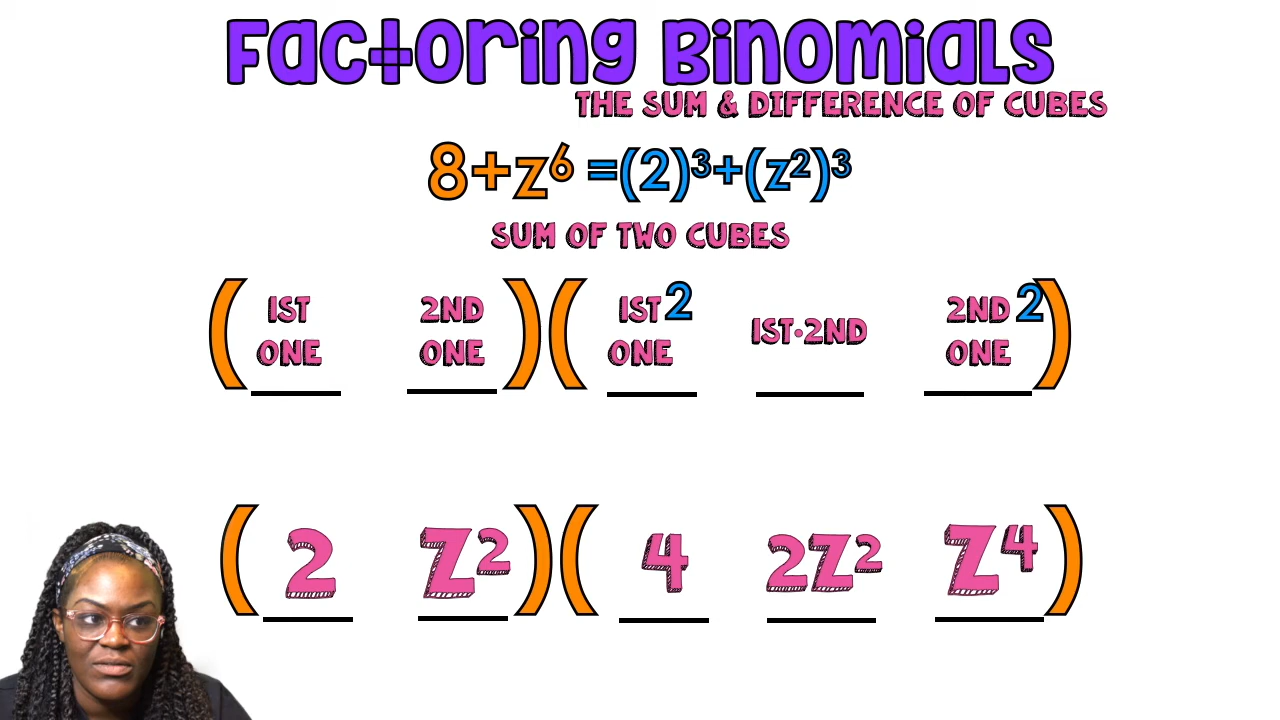 Factoring Binomials
THE SUM & DIFFERENCE OF CUBES
8+z⁶ =(2)³+(z²)³
SUM OF TWO CUBES
( 1ST ONE 2ND ONE )( 1ST ONE ² 1ST·2ND 2ND ONE ² )
( 2 Z² )( 4 2Z² Z⁴ )